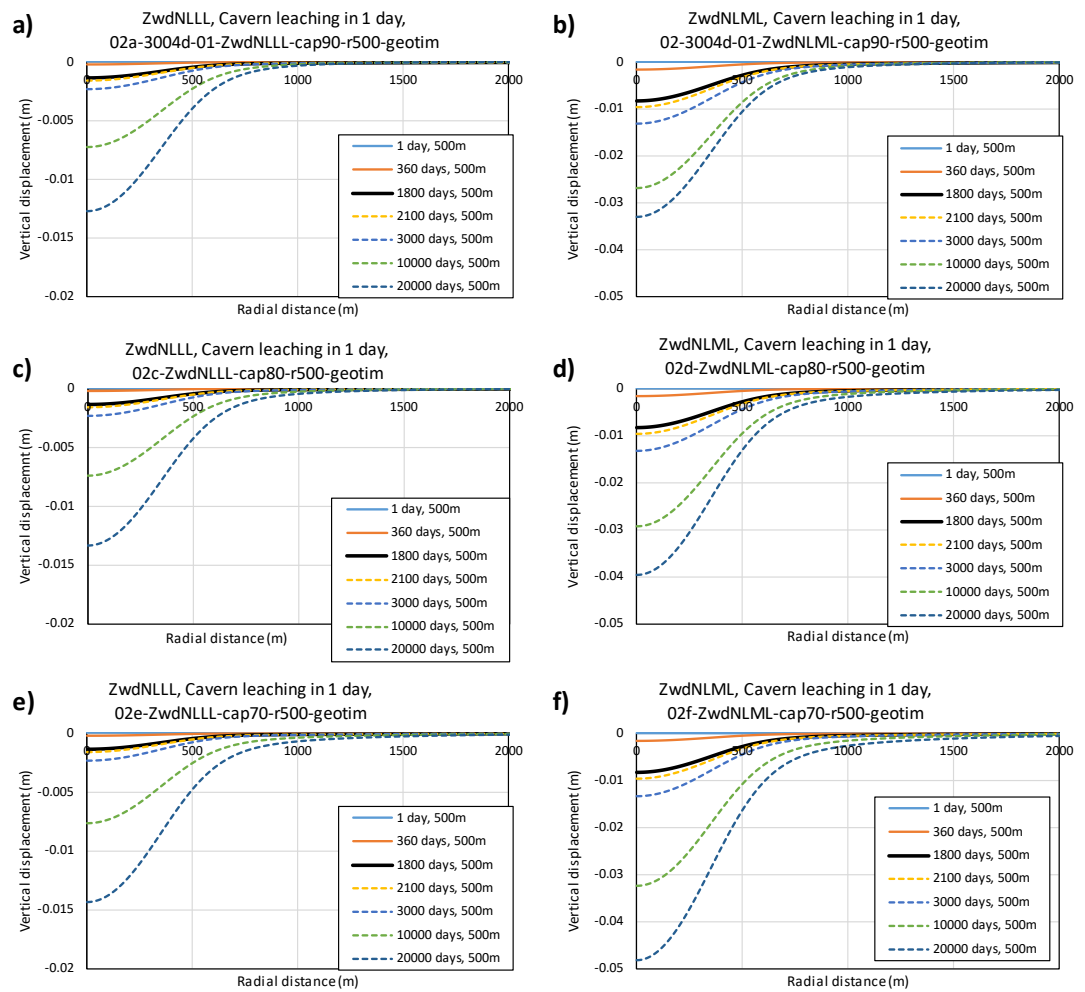 a)
ZwdNLLL, Cavern leaching in 1 day,
02a-3004d-01-ZwdNLLL-cap90-r500-geotim
0
-0.005
-0.01
-0.015
-0.02
0 500 1000 1500 2000
Vertical displacement (m)
Radial distance (m)
1 day, 500m
360 days, 500m
1800 days, 500m
2100 days, 500m
3000 days, 500m
10000 days, 500m
20000 days, 500m
b)
ZwdNLML, Cavern leaching in 1 day,
02-3004d-01-ZwdNLML-cap90-r500-geotim
0
-0.01
-0.02
-0.03
-0.04
-0.05
0 500 1000 1500 2000
Vertical displacement (m)
Radial distance (m)
1 day, 500m
360 days, 500m
1800 days, 500m
2100 days, 500m
3000 days, 500m
10000 days, 500m
20000 days, 500m
c)
ZwdNLLL, Cavern leaching in 1 day,
02c-ZwdNLLL-cap80-r500-geotim
0
-0.005
-0.01
-0.015
-0.02
0 500 1000 1500 2000
Vertical displacemnt (m)
Radial distance (m)
1 day, 500m
360 days, 500m
1800 days, 500m
2100 days, 500m
3000 days, 500m
10000 days, 500m
20000 days, 500m
d)
ZwdNLML, Cavern leaching in 1 day,
02d-ZwdNLML-cap80-r500-geotim
0
-0.01
-0.02
-0.03
-0.04
-0.05
0 500 1000 1500 2000
Vertical displacement (m)
Radial distance (m)
1 day, 500m
360 days, 500m
1800 days, 500m
2100 days, 500m
3000 days, 500m
10000 days, 500m
20000 days, 500m
e)
ZwdNLLL, Cavern leaching in 1 day,
02e-ZwdNLLL-cap70-r500-geotim
0
-0.005
-0.01
-0.015
-0.02
0 500 1000 1500 2000
Vertical displacement (m)
Radial distance (m)
1 day, 500m
360 days, 500m
1800 days, 500m
2100 days, 500m
3000 days, 500m
10000 days, 500m
20000 days, 500m
f)
ZwdNLML, Cavern leaching in 1 day,
02f-ZwdNLML-cap70-r500-geotim
0
-0.01
-0.02
-0.03
-0.04
-0.05
0 500 1000 1500 2000
Vertical displacement (m)
Radial distance (m)
1 day, 500m
360 days, 500m
1800 days, 500m
2100 days, 500m
3000 days, 500m
10000 days, 500m
20000 days, 500m